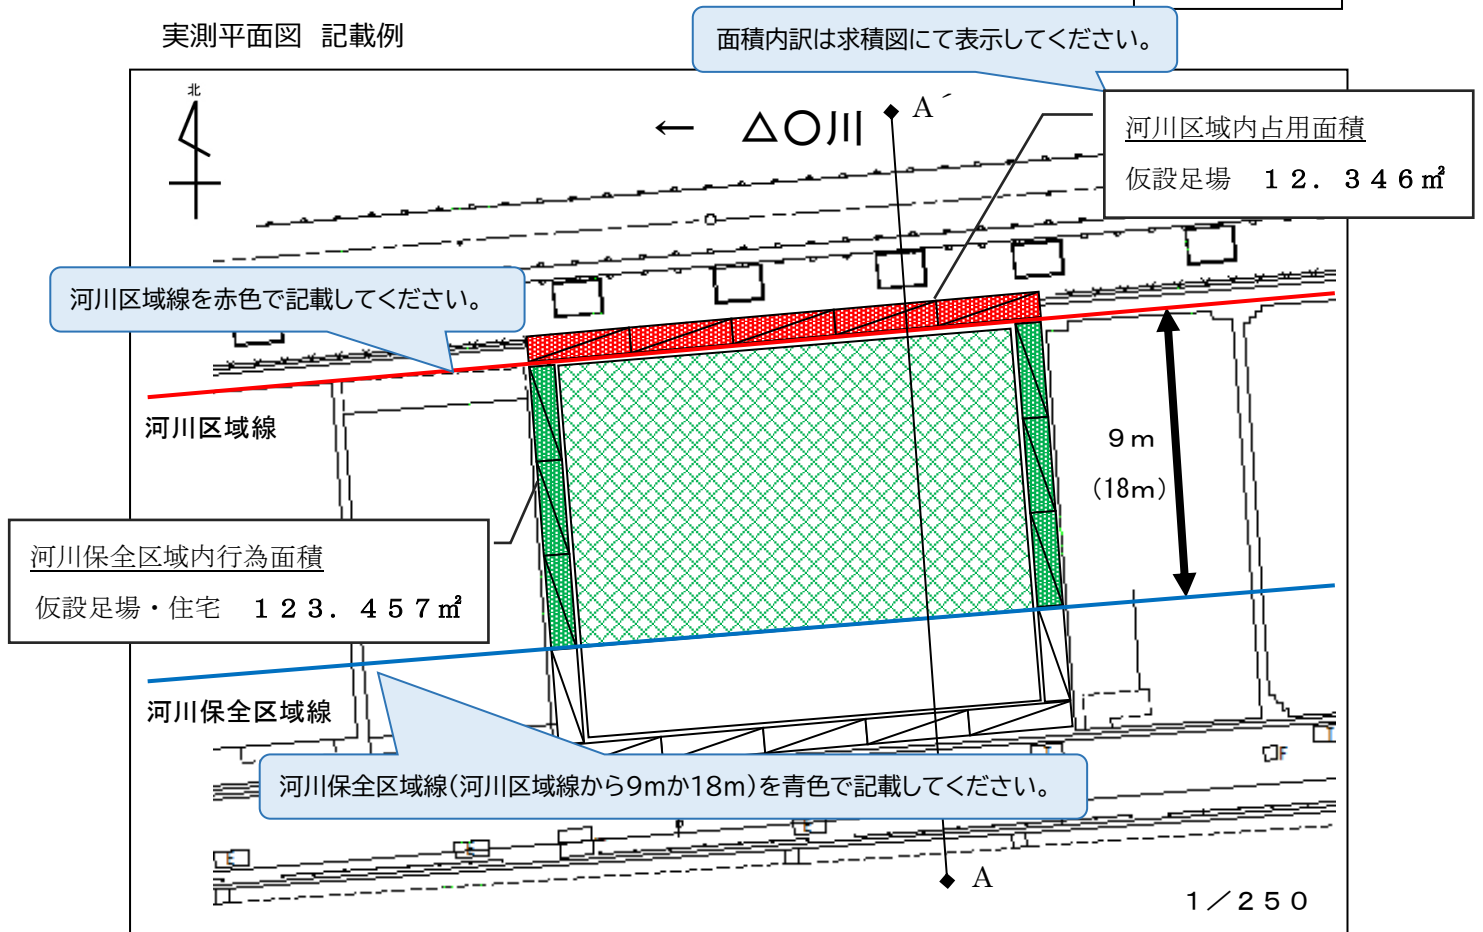 実測平面図 記載例
面積内訳は求積図にて表示してください。
北
← △〇川
A´
河川区域内占用面積
仮設足場 １２．３４６㎡
河川区域線を赤色で記載してください。
河川区域線
９ｍ
(18ｍ)
河川保全区域内行為面積
仮設足場・住宅 １２３．４５７㎡
河川保全区域線
河川保全区域線(河川区域線から9ｍか18ｍ)を青色で記載してください。
A
１／２５０